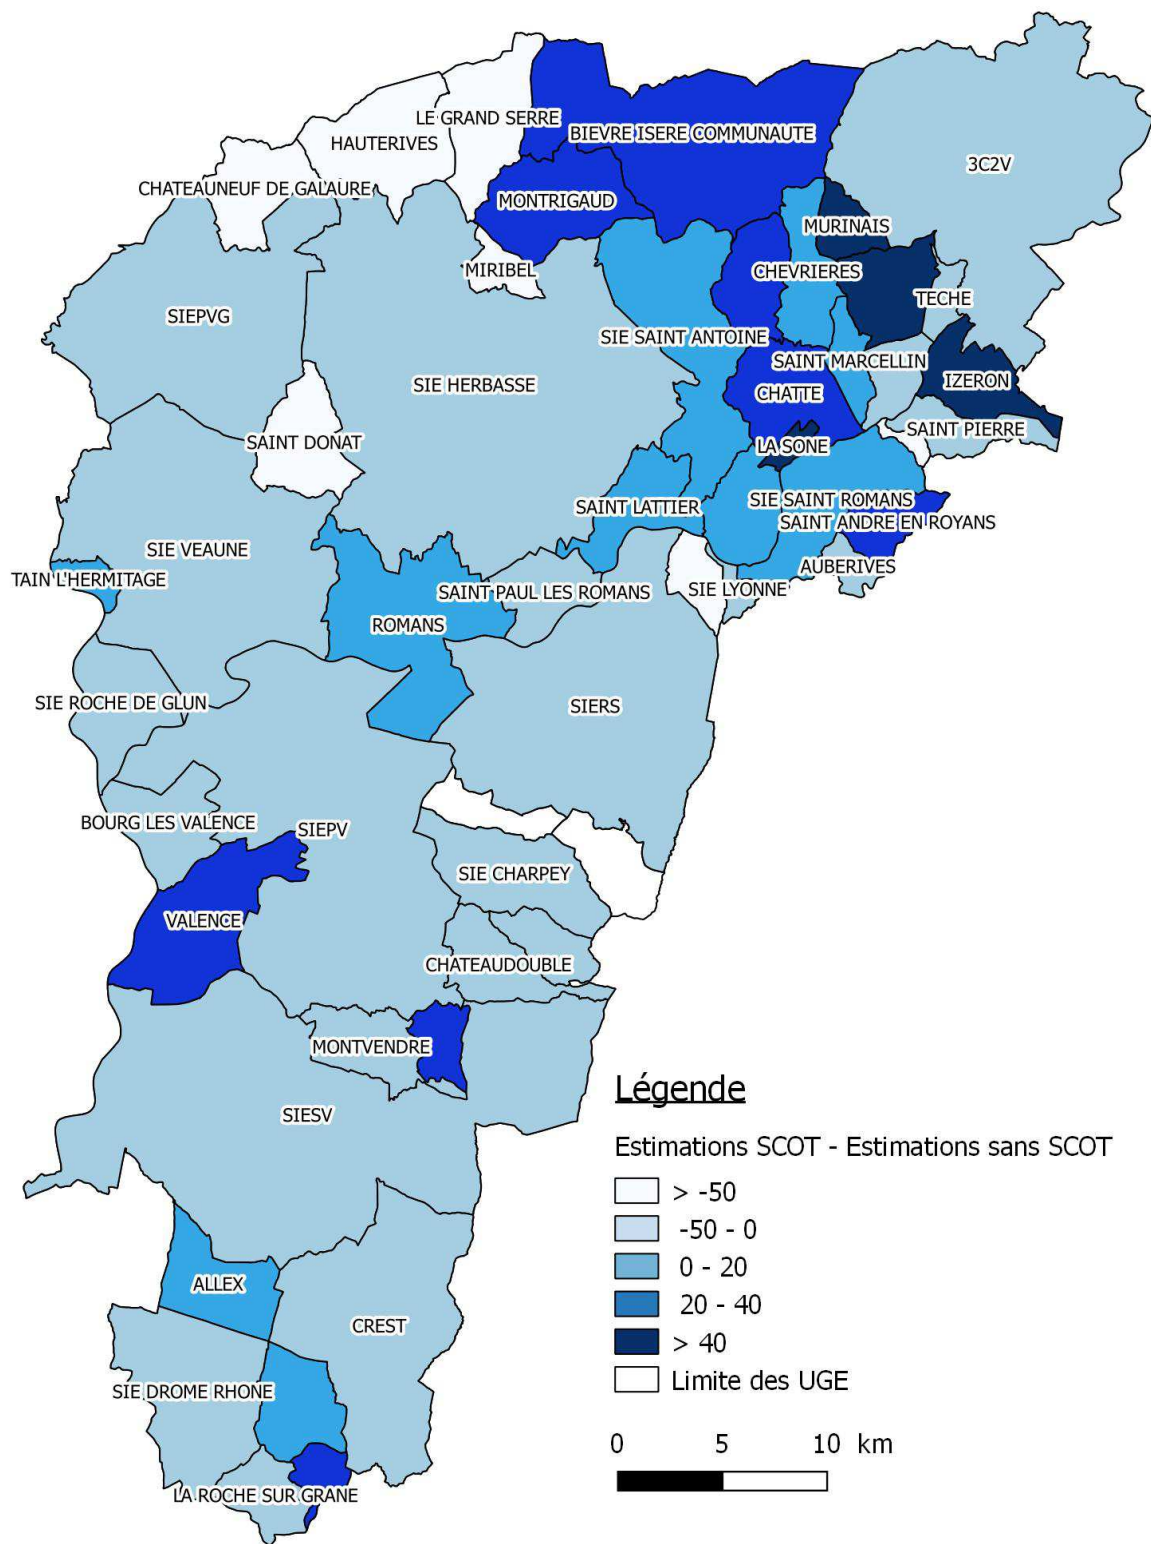 LE GRAND SERRE
BIEVRE ISERE COMMUNAUTE
HAUTERIVES
3C2V
CHATEAUNEUF DE GALAURE
MONTRIGAUD
MURINAIS
MIRIBEL
CHEVRIERES
TECHE
SIEPVG
SIE SAINT ANTOINE
SAINT MARCELLIN
SIE HERBASSE
IZERON
CHATTE
SAINT PIERRE
SAINT DONAT
LA SONE
SIE SAINT ROMANS
SAINT LATTIER
SAINT ANDRE EN ROYANS
SIE VEAUNE
AUBERIVES
TAIN L'HERMITAGE
SAINT PAUL LES ROMANS
SIE LYONNE
ROMANS
SIE ROCHE DE GLUN
SIERS
BOURG LES VALENCE
SIEPV
SIE CHARPEY
VALENCE
CHATEAUDOUBLE
MONTVENDRE
SIESV
ALLEX
CREST
SIE DROME RHONE
LA ROCHE SUR GRANE
Légende
Estimations SCOT - Estimations sans SCOT
> -50
-50 - 0
0 - 20
20 - 40
> 40
Limite des UGE
0 5 10 km